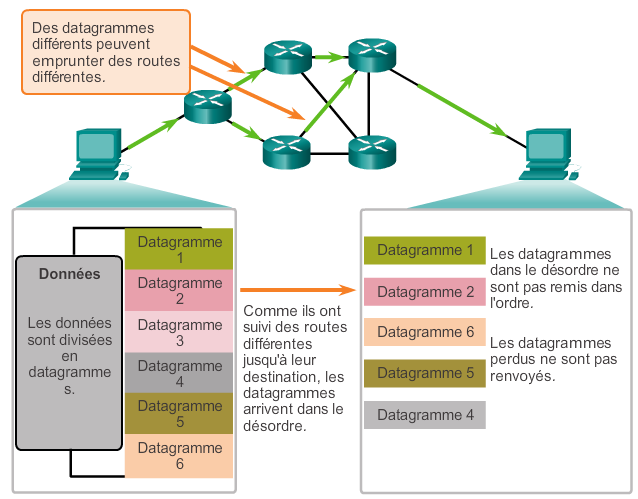 Des datagrammes
différents peuvent
emprunter des routes
différentes.
Données
Les données
sont divisées
en
datagramme
s.
Datagramme
1
Datagramme
2
Datagramme
3
Datagramme
4
Datagramme
5
Datagramme
6
Comme ils ont
suivi des routes
différentes
jusqu'à leur
destination, les
datagrammes
arrivent dans le
désordre.
Datagramme 1
Datagramme 2
Datagramme 6
Datagramme 5
Datagramme 4
Les datagrammes
dans le désordre ne
sont pas remis dans
l'ordre.
Les datagrammes
perdus ne sont pas
renvoyés.